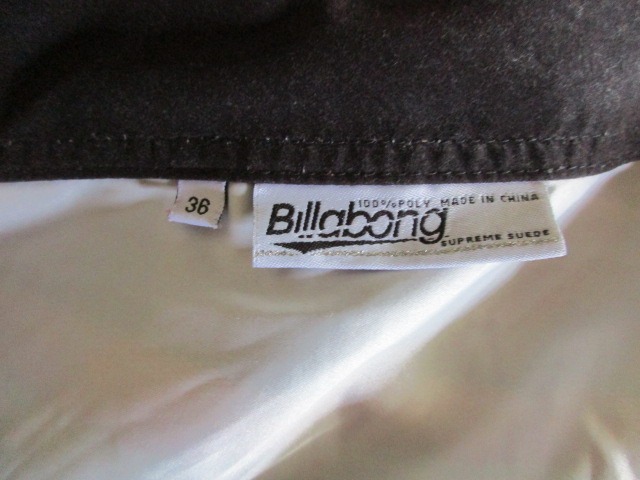 36
100% POLY MADE IN CHINA
Billabong
SUPREME SUEDE